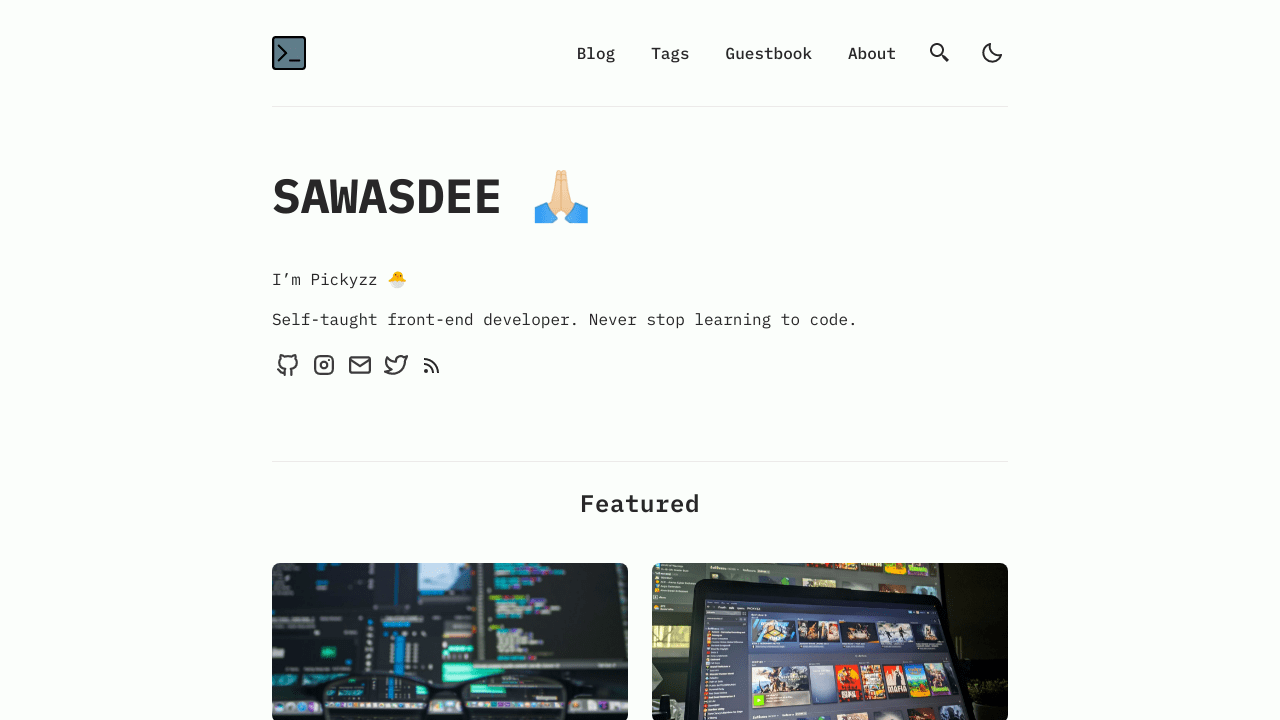 Blog Tags Guestbook About
SAWASDEE 🙏🏻
I’m Pickyzz 🐣
Self-taught front-end developer. Never stop learning to code.
Featured